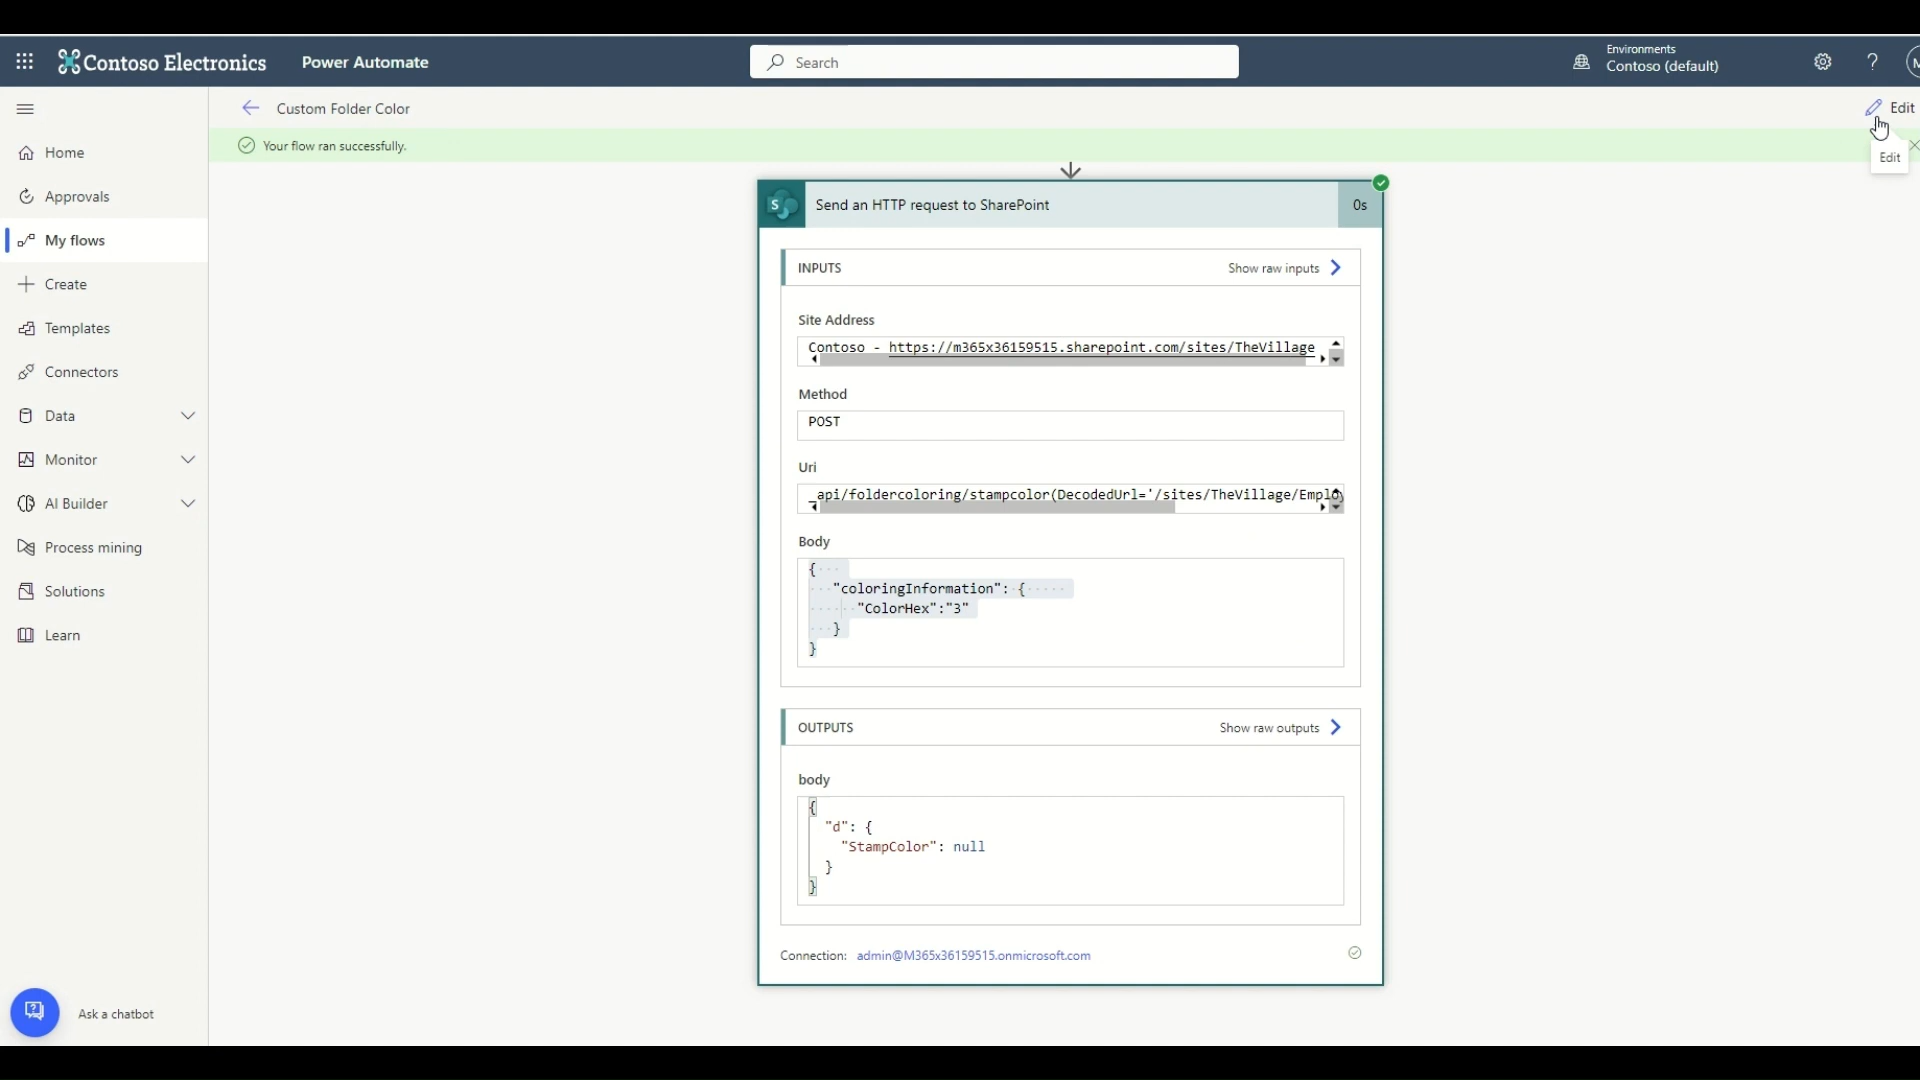 Contoso Electronics
Power Automate
Search
Environments
Contoso (default)
?
Custom Folder Color
Edit
Your flow ran successfully.
Edit
Home
Approvals
My flows
Create
Templates
Connectors
Data
Monitor
AI Builder
Process mining
Solutions
Learn
Ask a chatbot
S
Send an HTTP request to SharePoint
0s
INPUTS
Show raw inputs
Site Address
Contoso - https://m365x36159515.sharepoint.com/sites/TheVillage
Method
POST
Uri
_api/foldercoloring/stampcolor(DecodedUrl='/sites/TheVillage/Emplo
Body
{
"coloringInformation": {
"ColorHex":"3"
}
}
OUTPUTS
Show raw outputs
body
{
"d": {
"StampColor": null
}
}
Connection: admin@M365x36159515.onmicrosoft.com